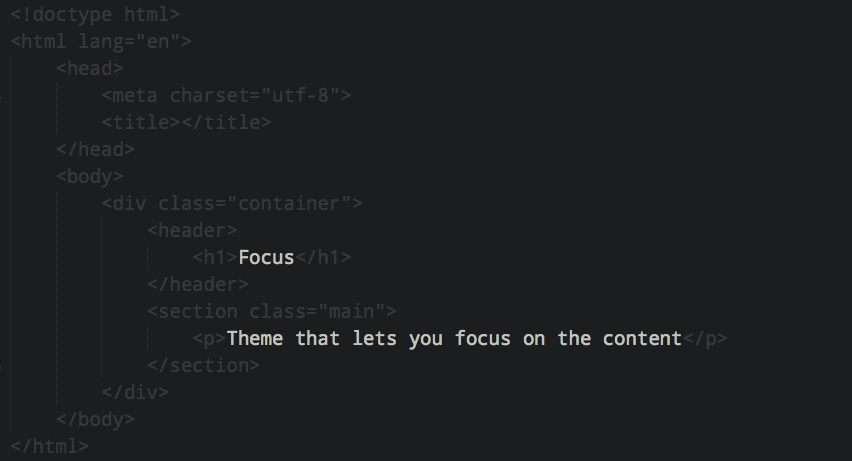 <!doctype html>
<html lang="en">
<head>
<meta charset="utf-8">
<title></title>
</head>
<body>
<div class="container">
<header>
<h1>Focus</h1>
</header>
<section class="main">
<p>Theme that lets you focus on the content</p>
</section>
</div>
</body>
</html>